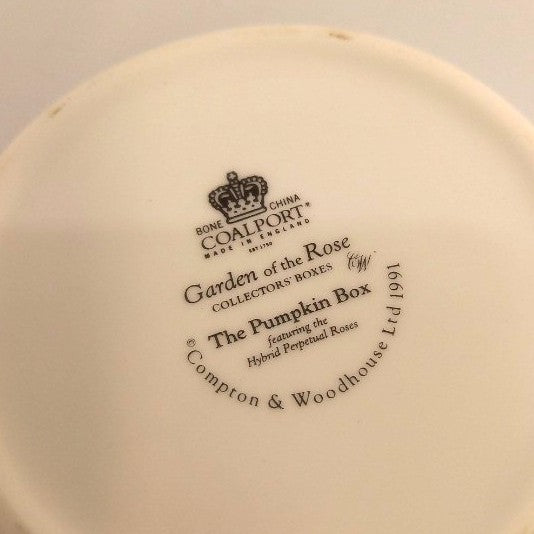 BONE CHINA
COALPORT®
MADE IN ENGLAND
EST.1750
Garden of the Rose
COLLECTORS' BOXES
CW
The Pumpkin Box
featuring the
Hybrid Perpetual Roses
© Compton & Woodhouse Ltd 1991